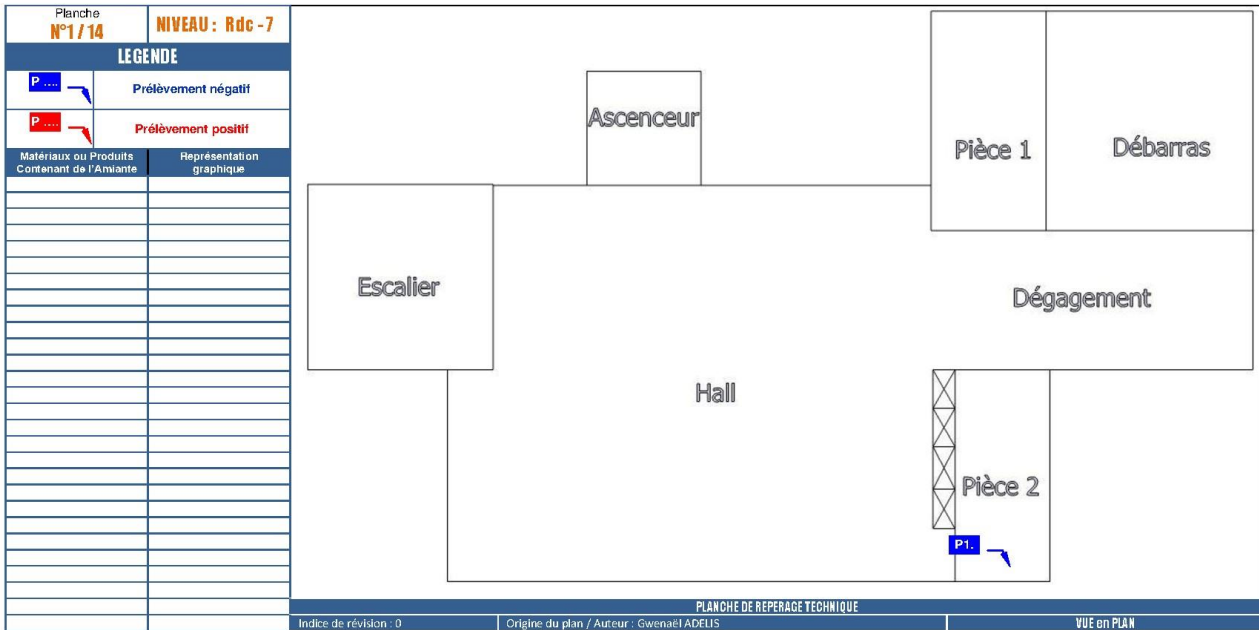 Planche
N°1 / 14
NIVEAU : Rdc -7
LEGENDE
P ....
Prélèvement négatif
P ....
Prélèvement positif
Matériaux ou Produits
Contenant de l'Amiante
Représentation
graphique
Ascenceur
Pièce 1
Débarras
Escalier
Dégagement
Hall
Pièce 2
P1.
PLANCHE DE REPERAGE TECHNIQUE
Indice de révision : 0
Origine du plan / Auteur : Gwenaël ADELIS
VUE en PLAN